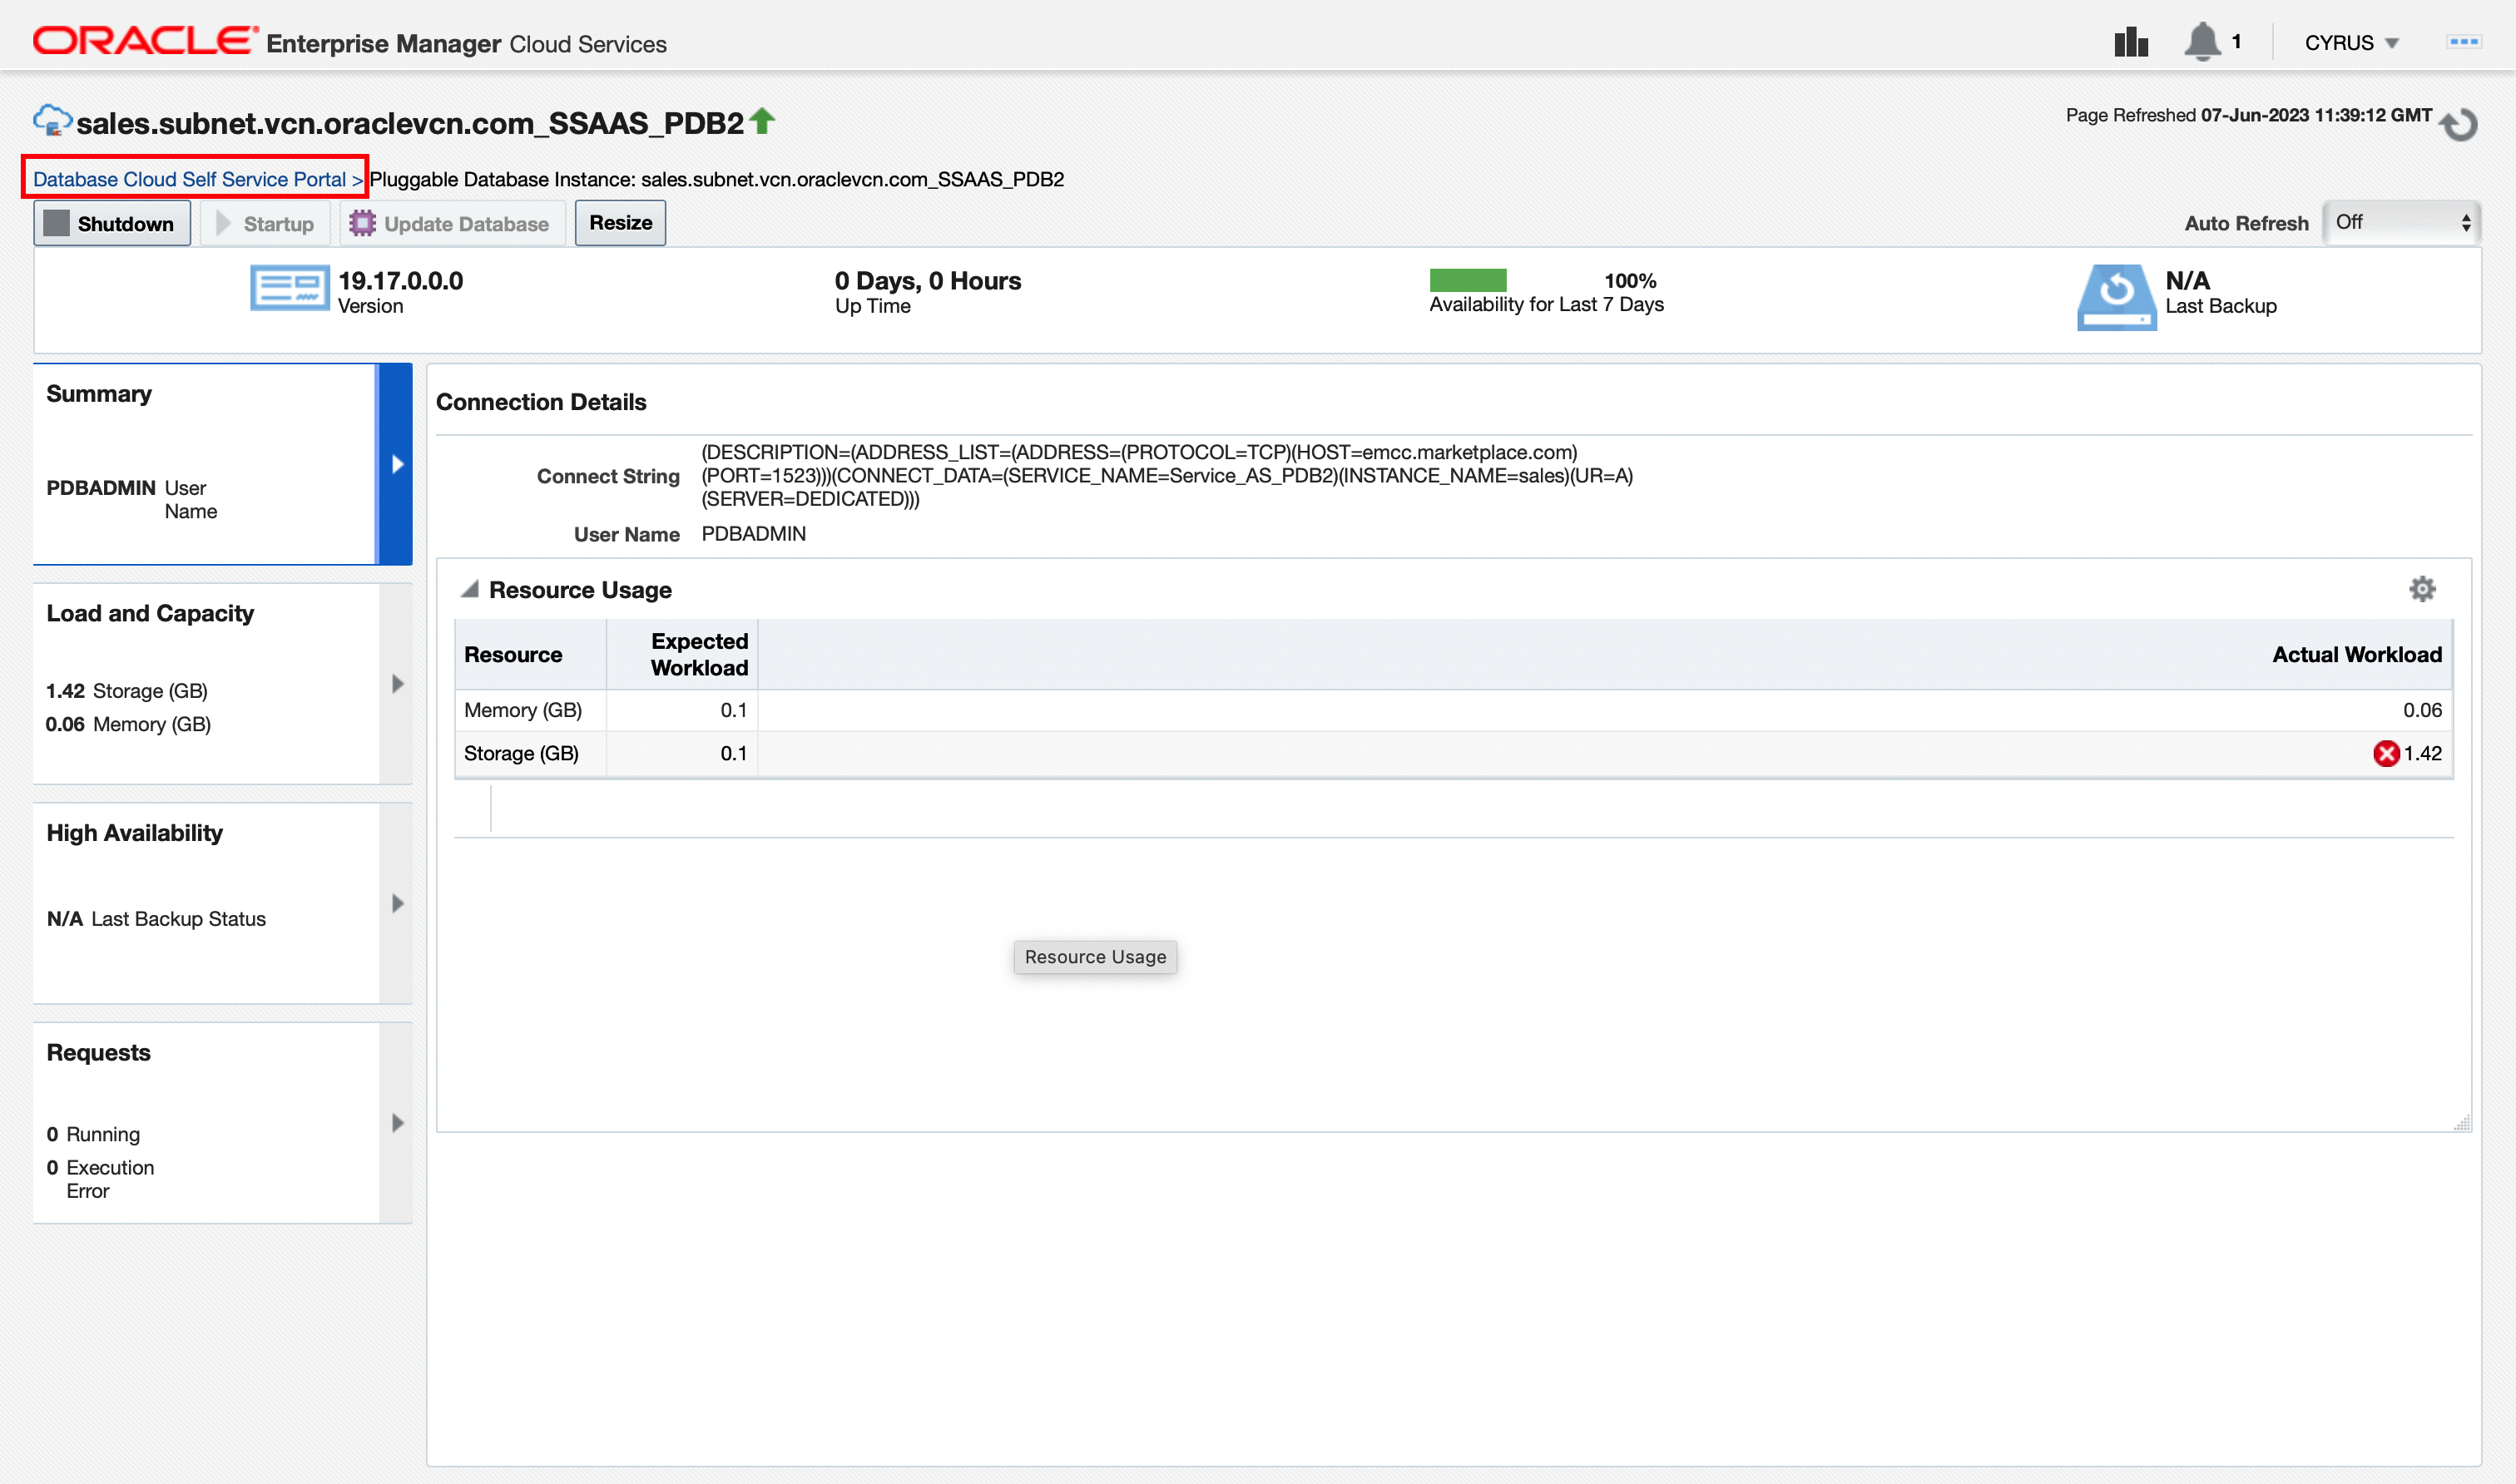 ORACLE Enterprise Manager Cloud Services
1
CYRUS
sales.subnet.vcn.oraclevcn.com_SSAAS_PDB2
Page Refreshed 07-Jun-2023 11:39:12 GMT
Database Cloud Self Service Portal > Pluggable Database Instance: sales.subnet.vcn.oraclevcn.com_SSAAS_PDB2
Shutdown Startup Update Database Resize
Auto Refresh Off
19.17.0.0.0
Version
0 Days, 0 Hours
Up Time
100%
Availability for Last 7 Days
N/A
Last Backup
Summary
PDBADMIN User
Name
Load and Capacity
1.42 Storage (GB)
0.06 Memory (GB)
High Availability
N/A Last Backup Status
Requests
0 Running
0 Execution
Error
Connection Details
Connect String
(DESCRIPTION=(ADDRESS_LIST=(ADDRESS=(PROTOCOL=TCP)(HOST=emcc.marketplace.com)
(PORT=1523)))(CONNECT_DATA=(SERVICE_NAME=Service_AS_PDB2)(INSTANCE_NAME=sales)(UR=A)
(SERVER=DEDICATED)))
User Name PDBADMIN
Resource Usage
Resource
Expected
Workload
Actual Workload
Memory (GB) 0.1 0.06
Storage (GB) 0.1 1.42
Resource Usage